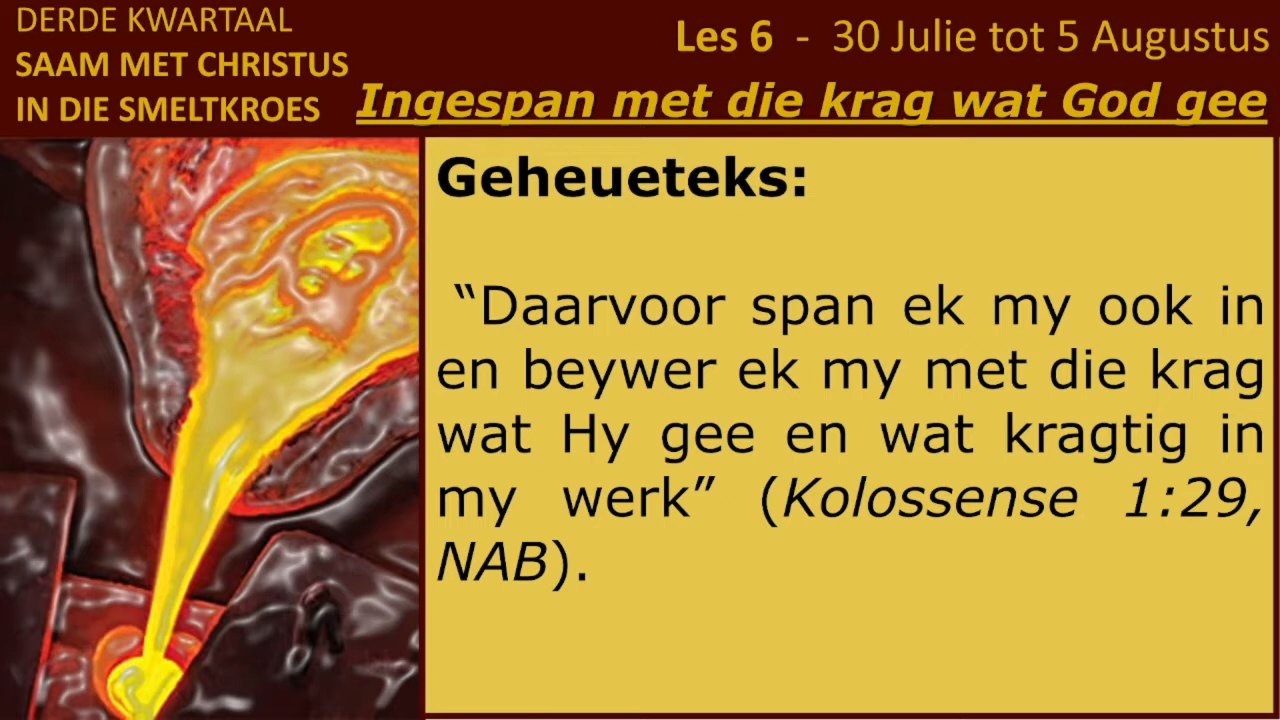 DERDE KWARTAAL
SAAM MET CHRISTUS
IN DIE SMELTKROES
Les 6 - 30 Julie tot 5 Augustus
Ingespan met die krag wat God gee
Geheueteks:
“Daarvoor span ek my ook in
en beywer ek my met die krag
wat Hy gee en wat kragtig in
my werk” (Kolossense 1:29,
NAB).